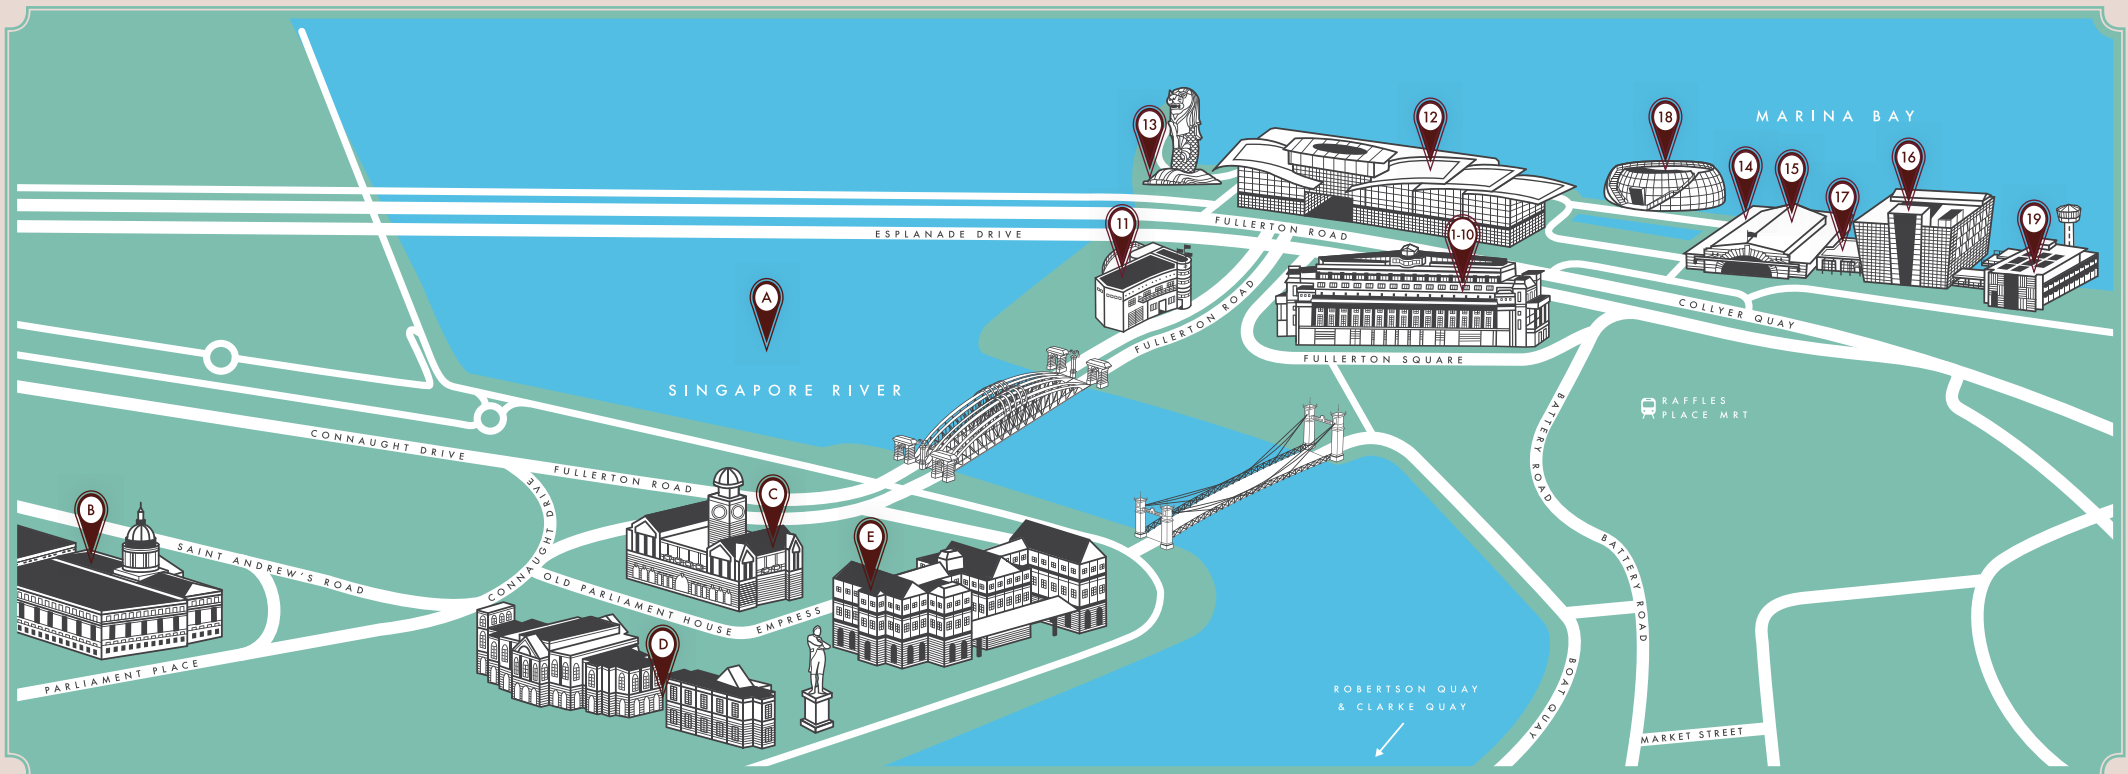 MARINA BAY
13
12
18
14
15
16
17
19
11
1-10
FULLERTON ROAD
ESPLANADE DRIVE
A
FULLERTON ROAD
COLLYER QUAY
FULLERTON SQUARE
SINGAPORE RIVER
RAFFLES
PLACE MRT
BATTERY ROAD
CONNAUGHT DRIVE
FULLERTON ROAD
CONNAUGHT DRIVE
B
C
E
SAINT ANDREW'S ROAD
OLD PARLIAMENT HOUSE
EMPRESS
BATTERY ROAD
D
PARLIAMENT PLACE
BOAT QUAY
ROBERTSON QUAY
& CLARKE QUAY
MARKET STREET